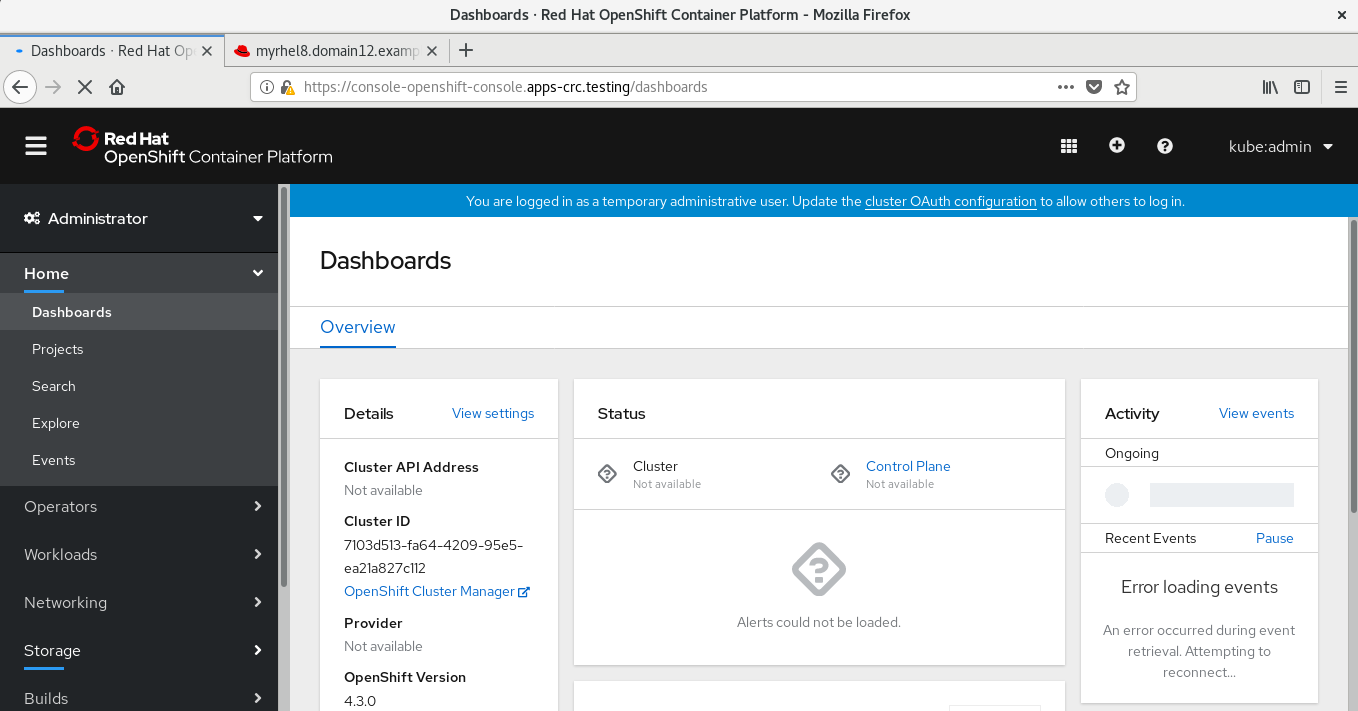 Dashboards · Red Hat OpenShift Container Platform - Mozilla Firefox
Dashboards · Red Hat Op
myrhel8.domain12.examp
https://console-openshift-console.apps-crc.testing/dashboards
Red Hat
OpenShift Container Platform
kube:admin
You are logged in as a temporary administrative user. Update the cluster OAuth configuration to allow others to log in.
Administrator
Home
Dashboards
Projects
Search
Explore
Events
Operators
Workloads
Networking
Storage
Builds
Dashboards
Overview
Details View settings
Cluster API Address
Not available
Cluster ID
7103d513-fa64-4209-95e5-
ea21a827c112
OpenShift Cluster Manager
Provider
Not available
OpenShift Version
4.3.0
Status
Cluster
Not available
Control Plane
Not available
Alerts could not be loaded.
Activity View events
Ongoing
Recent Events Pause
Error loading events
An error occurred during event
retrieval. Attempting to
reconnect...